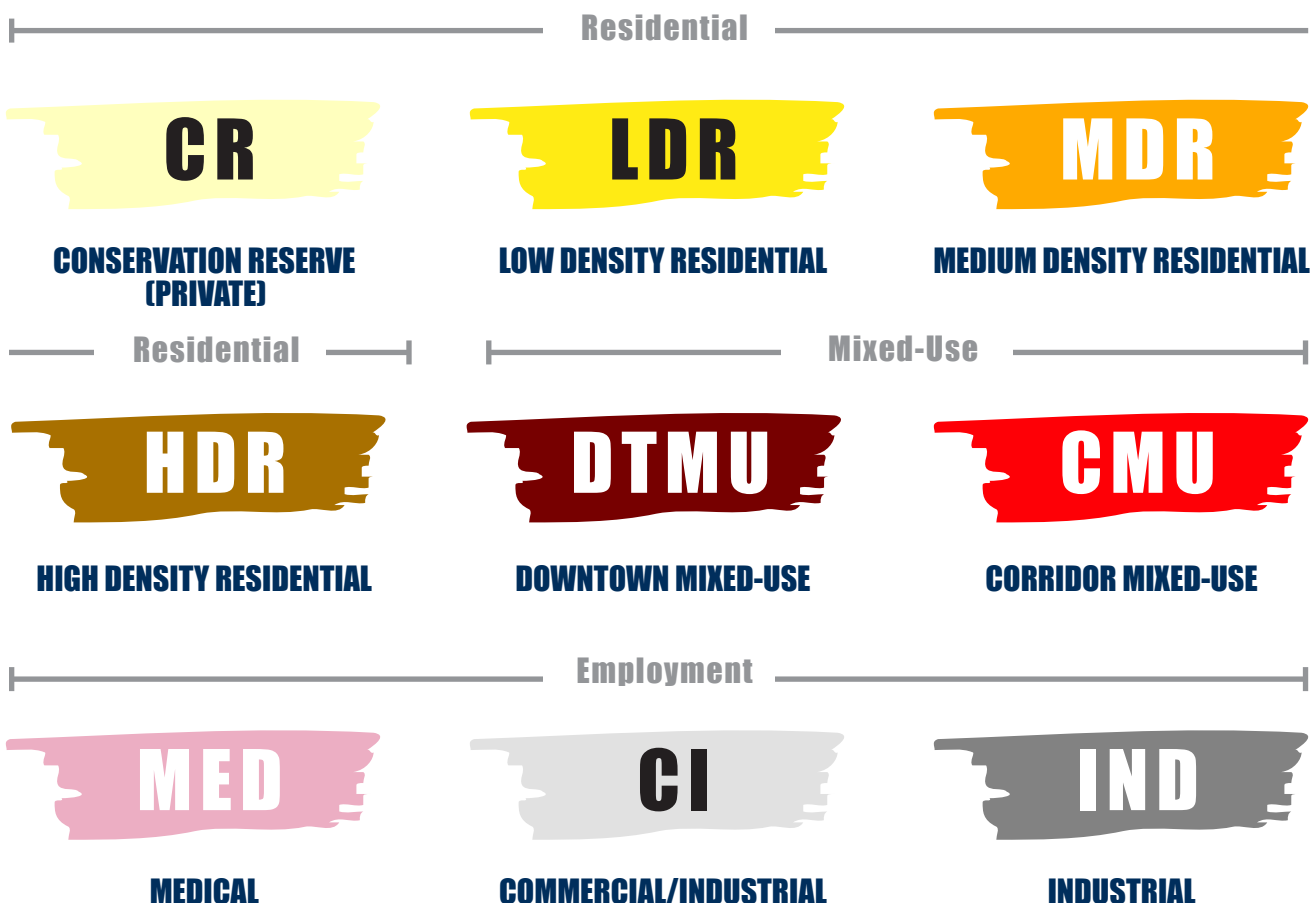 Residential
CR
LDR
MDR
CONSERVATION RESERVE
(PRIVATE)
LOW DENSITY RESIDENTIAL
MEDIUM DENSITY RESIDENTIAL
Residential
Mixed-Use
HDR
DTMU
CMU
HIGH DENSITY RESIDENTIAL
DOWNTOWN MIXED-USE
CORRIDOR MIXED-USE
Employment
MED
CI
IND
MEDICAL
COMMERCIAL/INDUSTRIAL
INDUSTRIAL